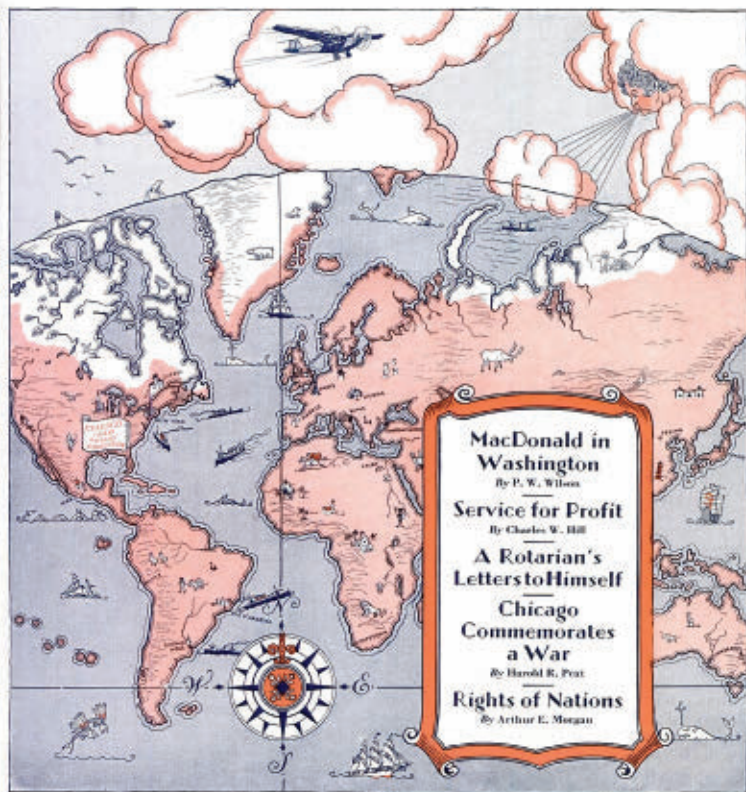 MacDonald in
Washington
By P. W. Wilson
Service for Profit
By Charles W. Hill
A Rotarian's
Letters to Himself
Chicago
Commemorates
a War
By Harold R. Peat
Rights of Nations
By Arthur E. Morgan
N
W
E
S